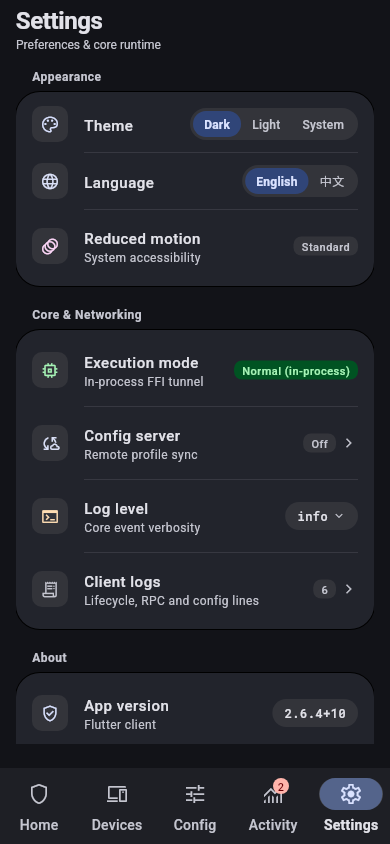 Settings
Preferences & core runtime
Appearance
Theme
Dark Light System
Language
English 中文
Reduced motion
System accessibility
Standard
Core & Networking
Execution mode
In-process FFI tunnel
Normal (in-process)
Config server
Remote profile sync
Off
Log level
Core event verbosity
info
Client logs
Lifecycle, RPC and config lines
6
About
App version
Flutter client
2.6.4+10
2
Home Devices Config Activity Settings